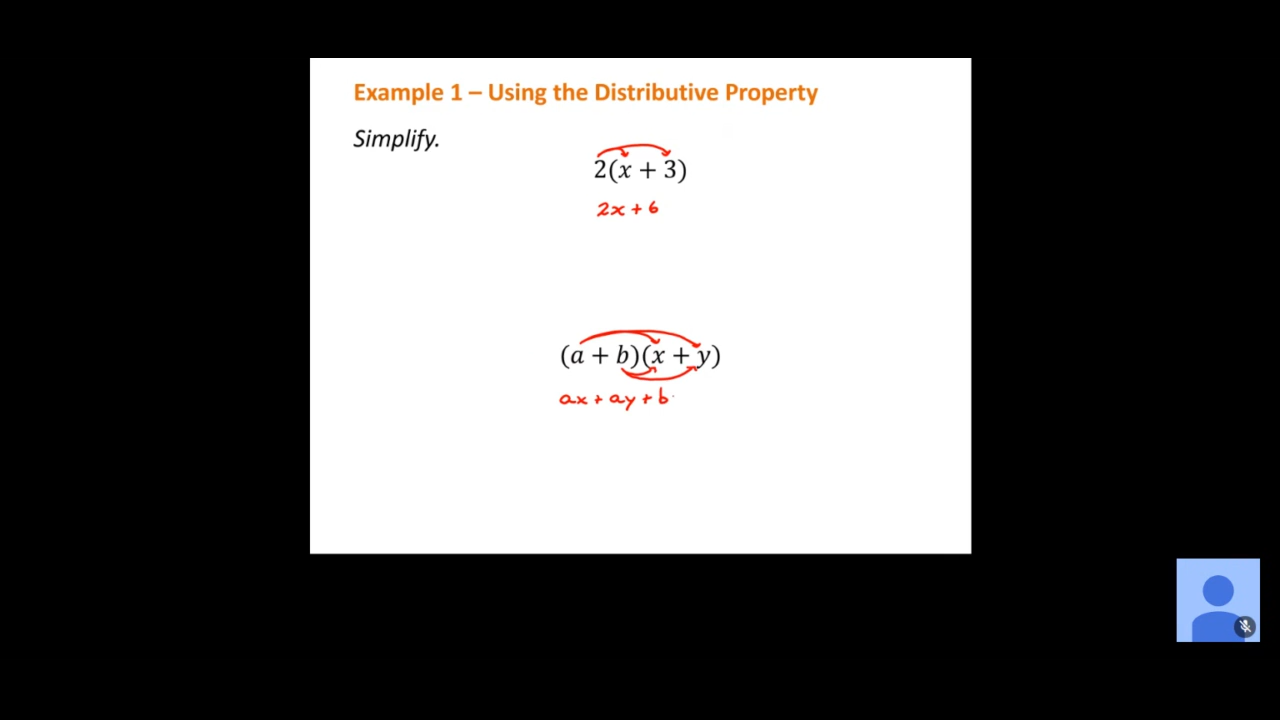 Example 1 – Using the Distributive Property
Simplify.
2(x + 3)
2x + 6
(a + b)(x + y)
ax + ay + b